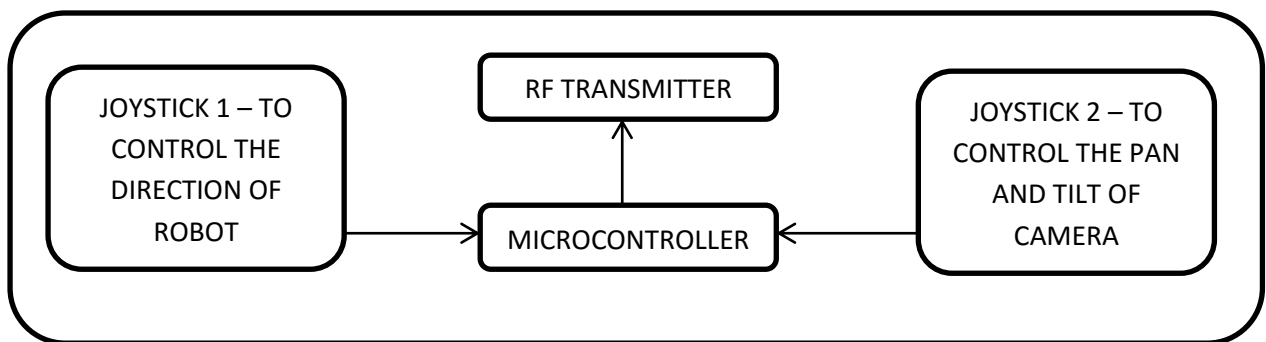 JOYSTICK 1 – TO
CONTROL THE
DIRECTION OF
ROBOT
RF TRANSMITTER
MICROCONTROLLER
JOYSTICK 2 – TO
CONTROL THE PAN
AND TILT OF
CAMERA